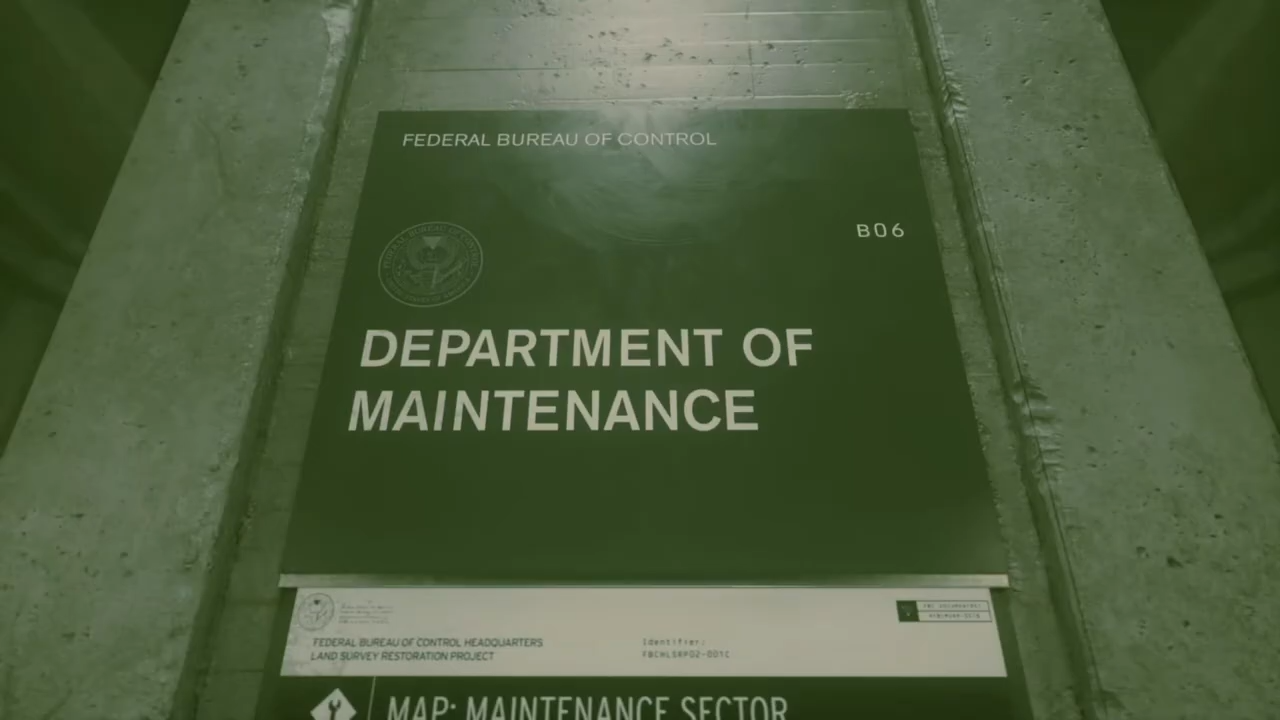 FEDERAL BUREAU OF CONTROL
B06
DEPARTMENT OF
MAINTENANCE
FEDERAL BUREAU OF CONTROL HEADQUARTERS
LAND SURVEY RESTORATION PROJECT
Identifier:
FBCHLSRP02-001C
MAP: MAINTENANCE SECTOR